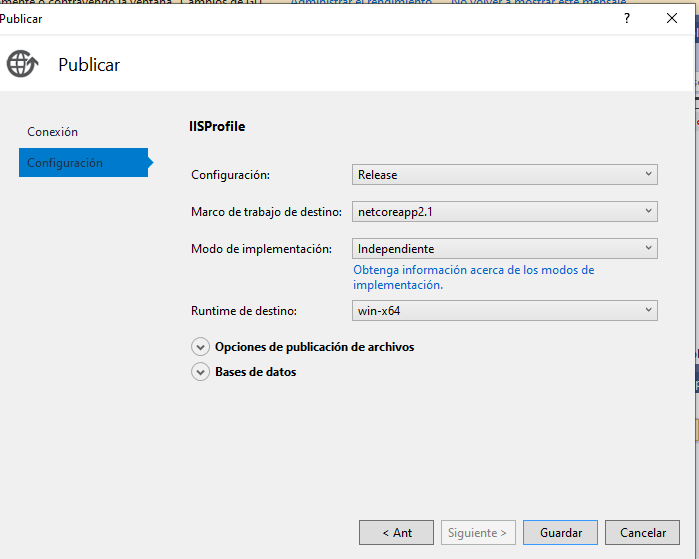 Administrar el rendimiento No volver a mostrar este mensaje
Publicar
?
Publicar
Conexión
Configuración
IISProfile
Configuración: Release
Marco de trabajo de destino: netcoreapp2.1
Modo de implementación: Independiente
Obtenga información acerca de los modos de
implementación.
Runtime de destino: win-x64
Opciones de publicación de archivos
Bases de datos
< Ant Siguiente > Guardar Cancelar